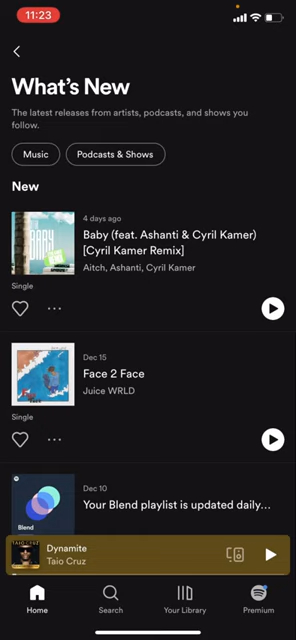 11:23
What's New
The latest releases from artists, podcasts, and shows you
follow.
Music
Podcasts & Shows
New
4 days ago
Baby (feat. Ashanti & Cyril Kamer)
[Cyril Kamer Remix]
Aitch, Ashanti, Cyril Kamer
BABY
Single
Dec 15
Face 2 Face
Juice WRLD
Single
Dec 10
Your Blend playlist is updated daily...
Blend
Dynamite
Taio Cruz
Home
Search
Your Library
Premium